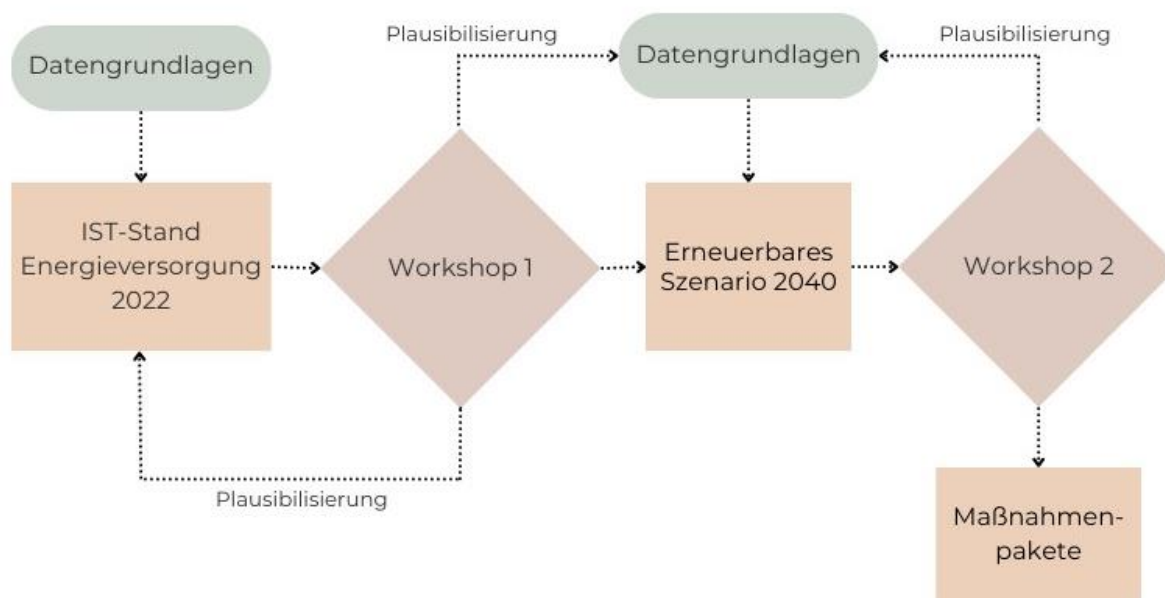 Plausibilisierung
Plausibilisierung
Datengrundlagen
Datengrundlagen
IST-Stand
Energieversorgung
2022
Workshop 1
Erneuerbares
Szenario 2040
Workshop 2
Plausibilisierung
Maßnahmen-
pakete